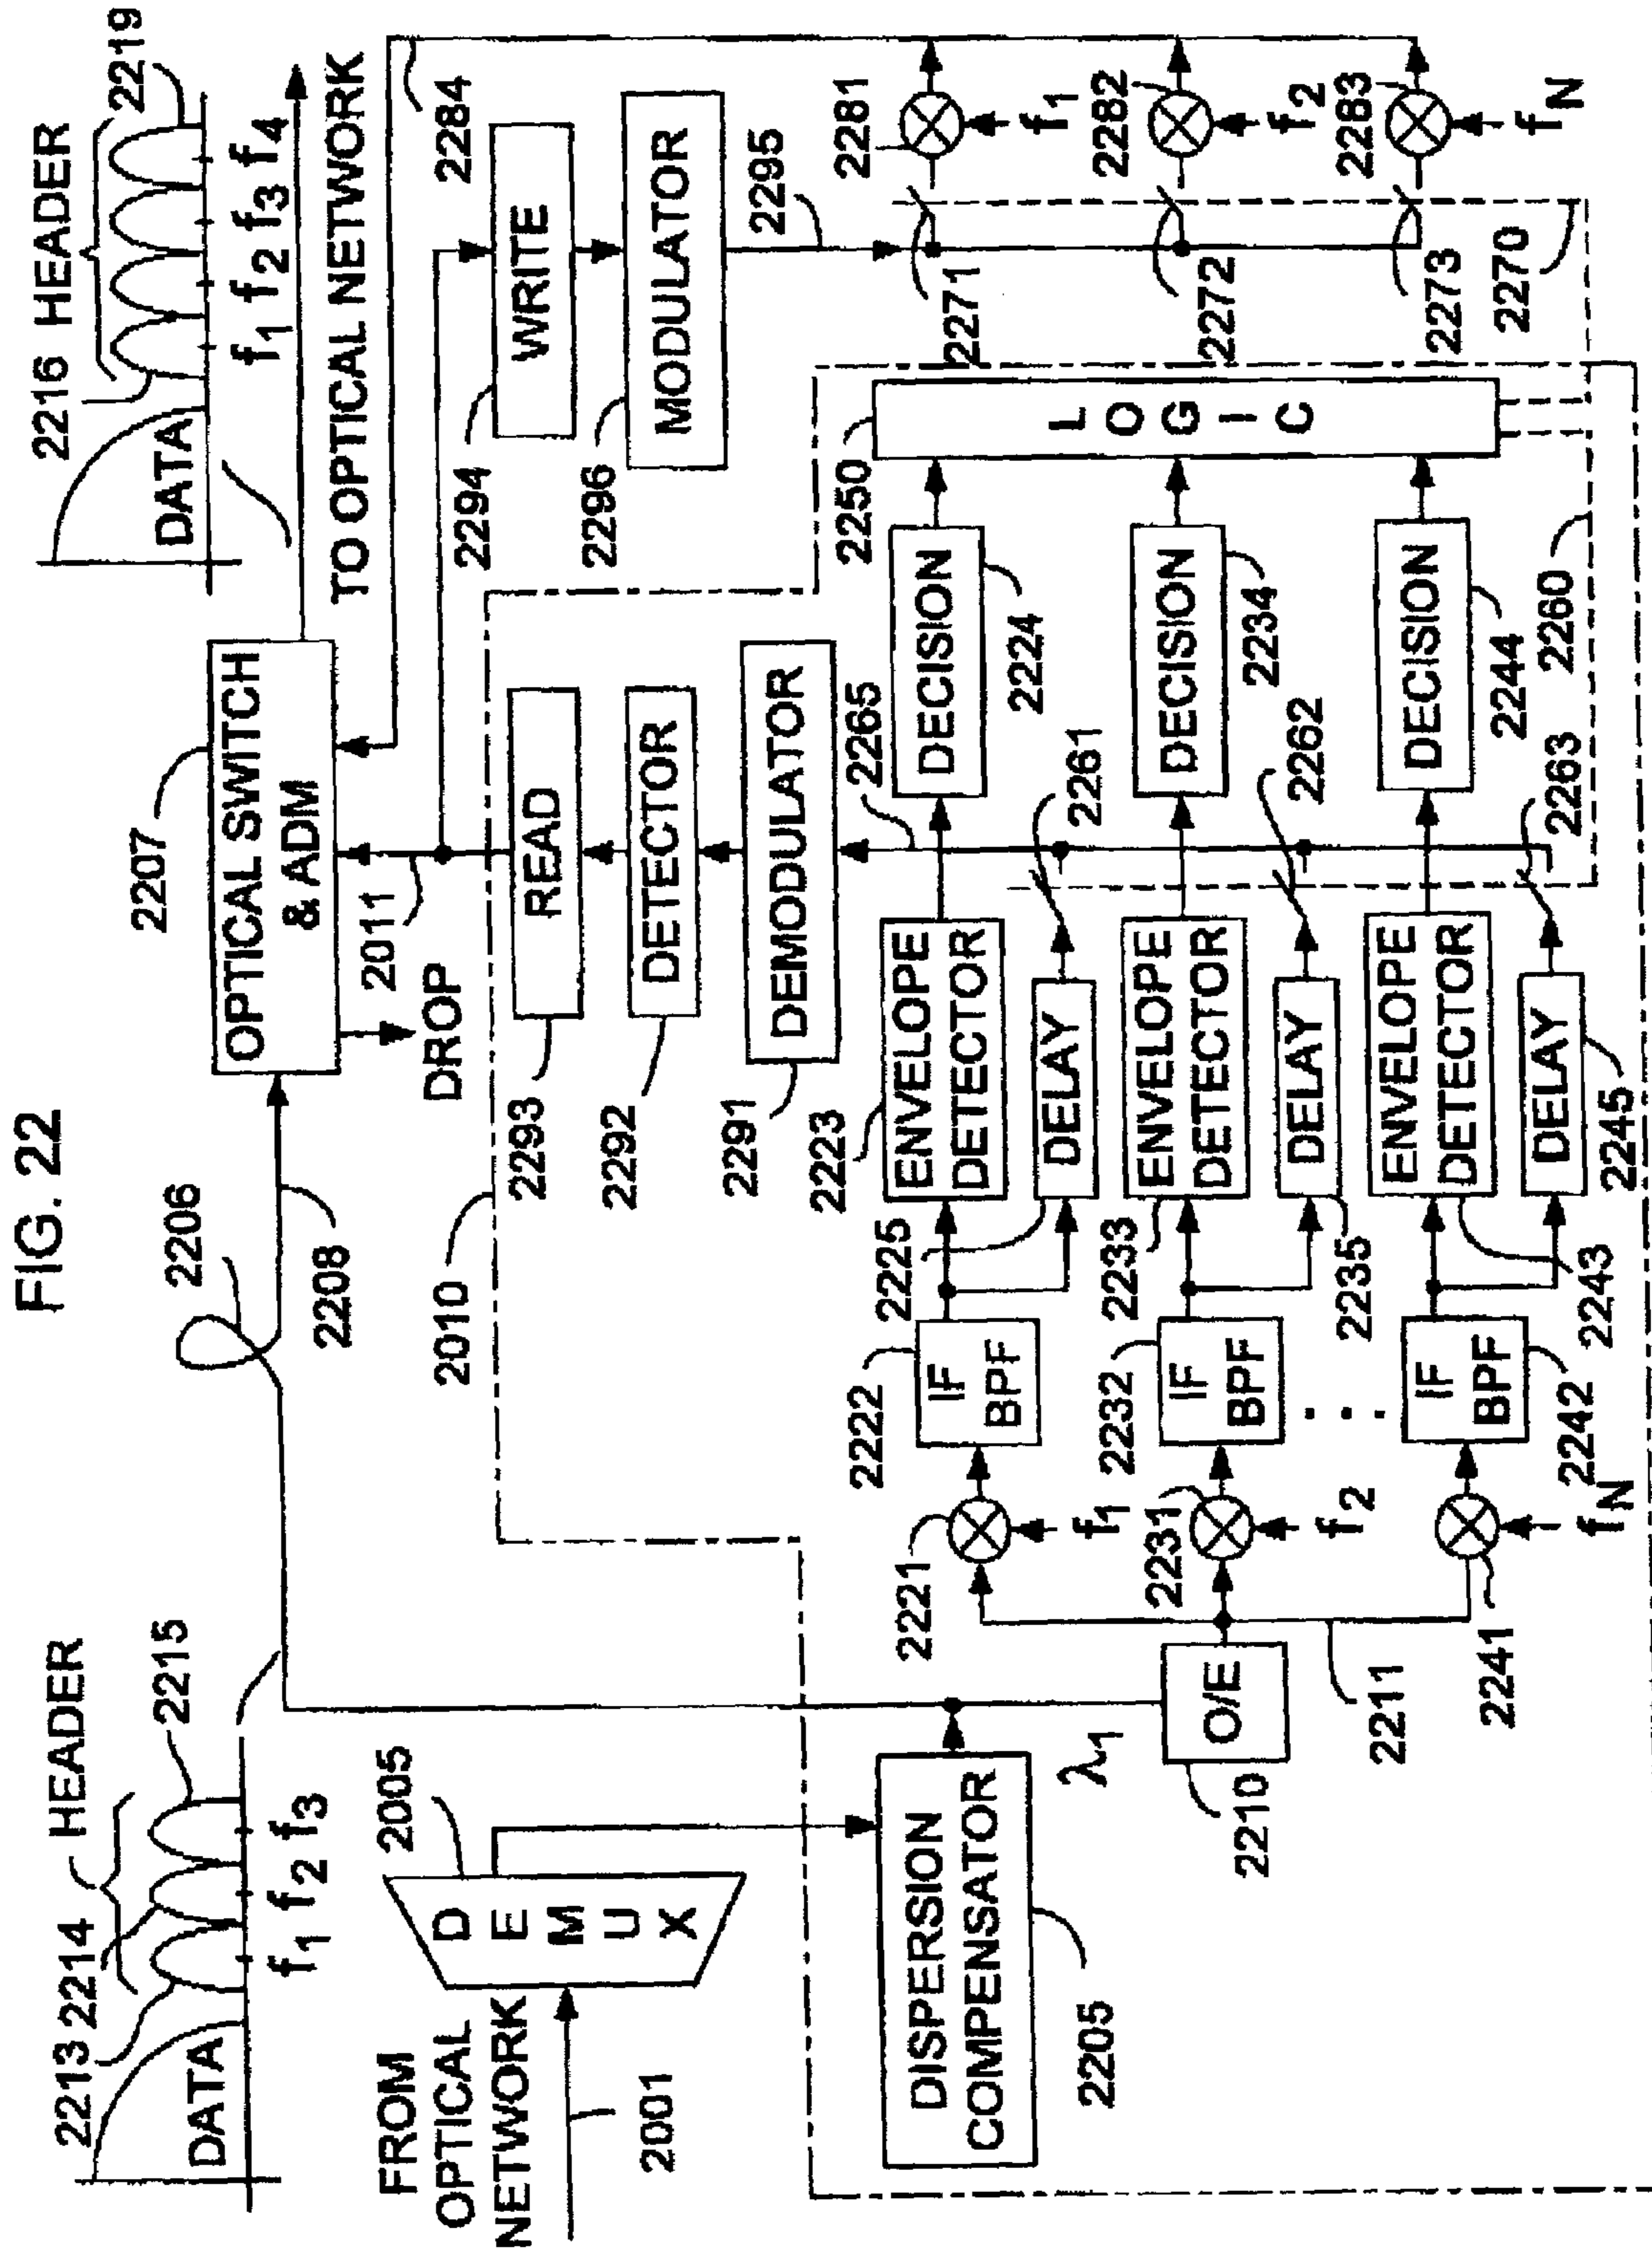 FIG. 22
2213
2214
HEADER
2215
DATA
f1 f2 f3
2206
2208
2207
OPTICAL SWITCH
& ADM
DROP
2011
2216 HEADER
2219
DATA
f1 f2 f3 f4
TO OPTICAL NETWORK
2284
FROM
OPTICAL
NETWORK
2001
DEMUX
2005
2010
2293
READ
2292
DETECTOR
2291
DEMODULATOR
2265
2294
WRITE
2296
MODULATOR
2295
DISPERSION
COMPENSATOR
2205
λ1
O/E
2210
2211
2221
f1
2222
IF
BPF
2223
ENVELOPE
DETECTOR
2225
DELAY
2261
DECISION
2224
2231
f2
2232
IF
BPF
2233
ENVELOPE
DETECTOR
2235
DELAY
2262
DECISION
2234
. . .
2241
fN
2242
IF
BPF
2243
ENVELOPE
DETECTOR
2245
DELAY
2263
DECISION
2244
2250
LOGIC
2260
2270
2271
2281
f1
2272
2282
f2
2273
2283
fN